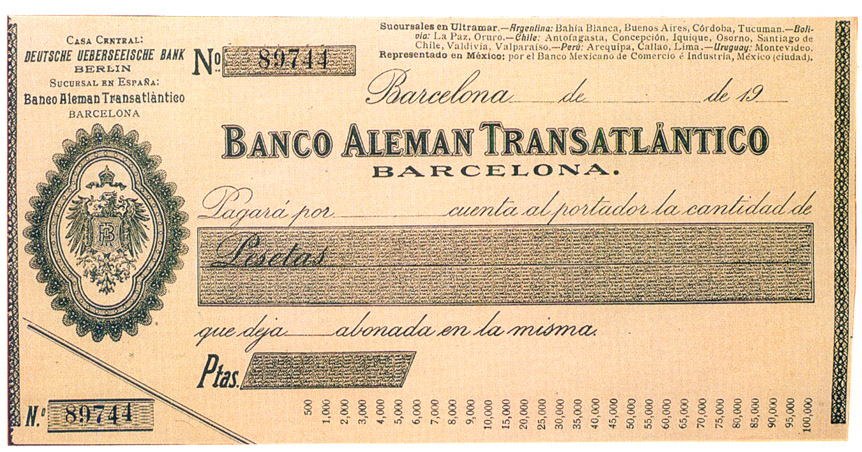 CASA CENTRAL:
DEUTSCHE UEBERSEEISCHE BANK
BERLIN
SUCURSAL EN ESPAÑA:
Banco Aleman Transatlántico
BARCELONA
Nº 89744
Sucursales en Ultramar.—Argentina: Bahía Blanca, Buenos Aires, Córdoba, Tucuman.—Boli-
via: La Paz, Oruro.—Chile: Antofagasta, Concepción, Iquique, Osorno, Santiago de
Chile, Valdivia, Valparaíso.—Perú: Arequipa, Callao, Lima.—Uruguay: Montevideo.
Representado en México: por el Banco Mexicano de Comercio é Industria, México (ciudad).
Barcelona de de 19
BANCO ALEMAN TRANSATLÁNTICO
BARCELONA.
Pagará por cuenta al portador la cantidad de
Pesetas
que deja abonada en la misma.
Ptas.
500 1,000 2,000 3,000 4,000 5,000 6,000 7,000 8,000 9,000 10,000 15,000 20,000 25,000 30,000 35,000 40,000 45,000 50,000 55,000 60,000 65,000 70,000 75,000 80,000 85,000 90,000 95,000 100,000
N.º 89744